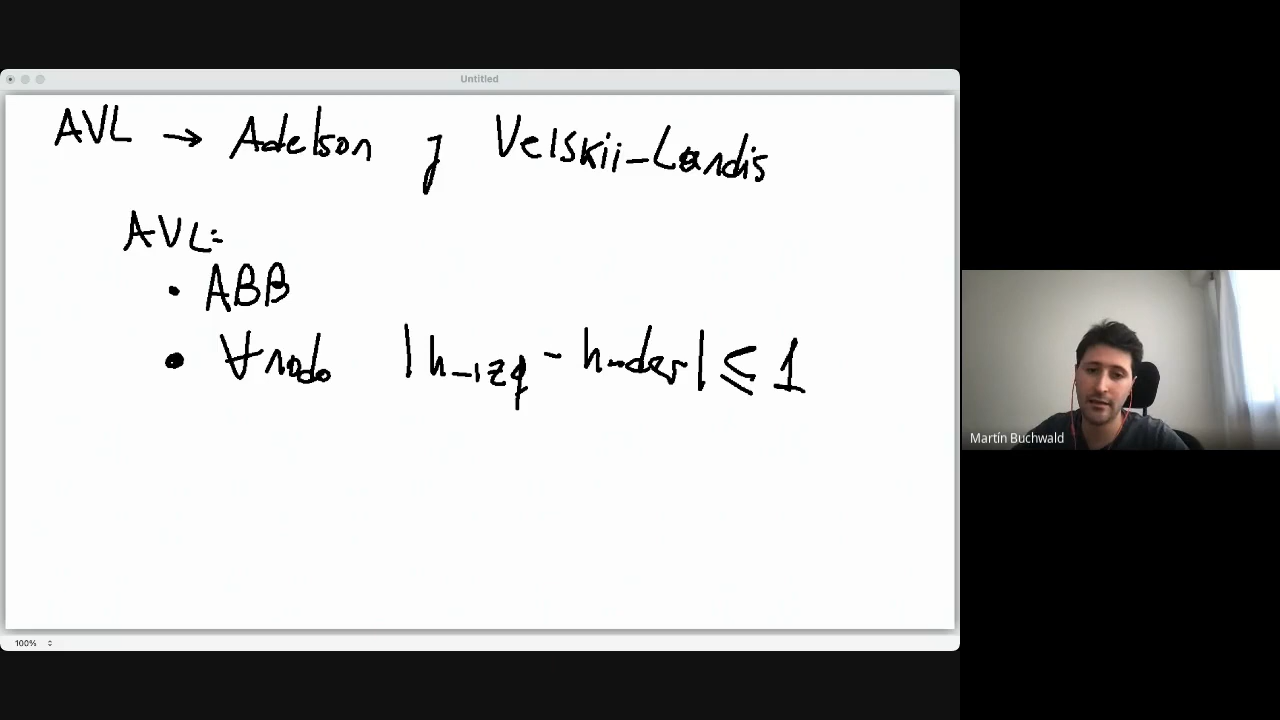 Untitled
AVL → Adelson y Velskii-Landis
AVL:
• ABB
• ∀nodo |h_izq - h_der| ≤ 1
Martín Buchwald
100%